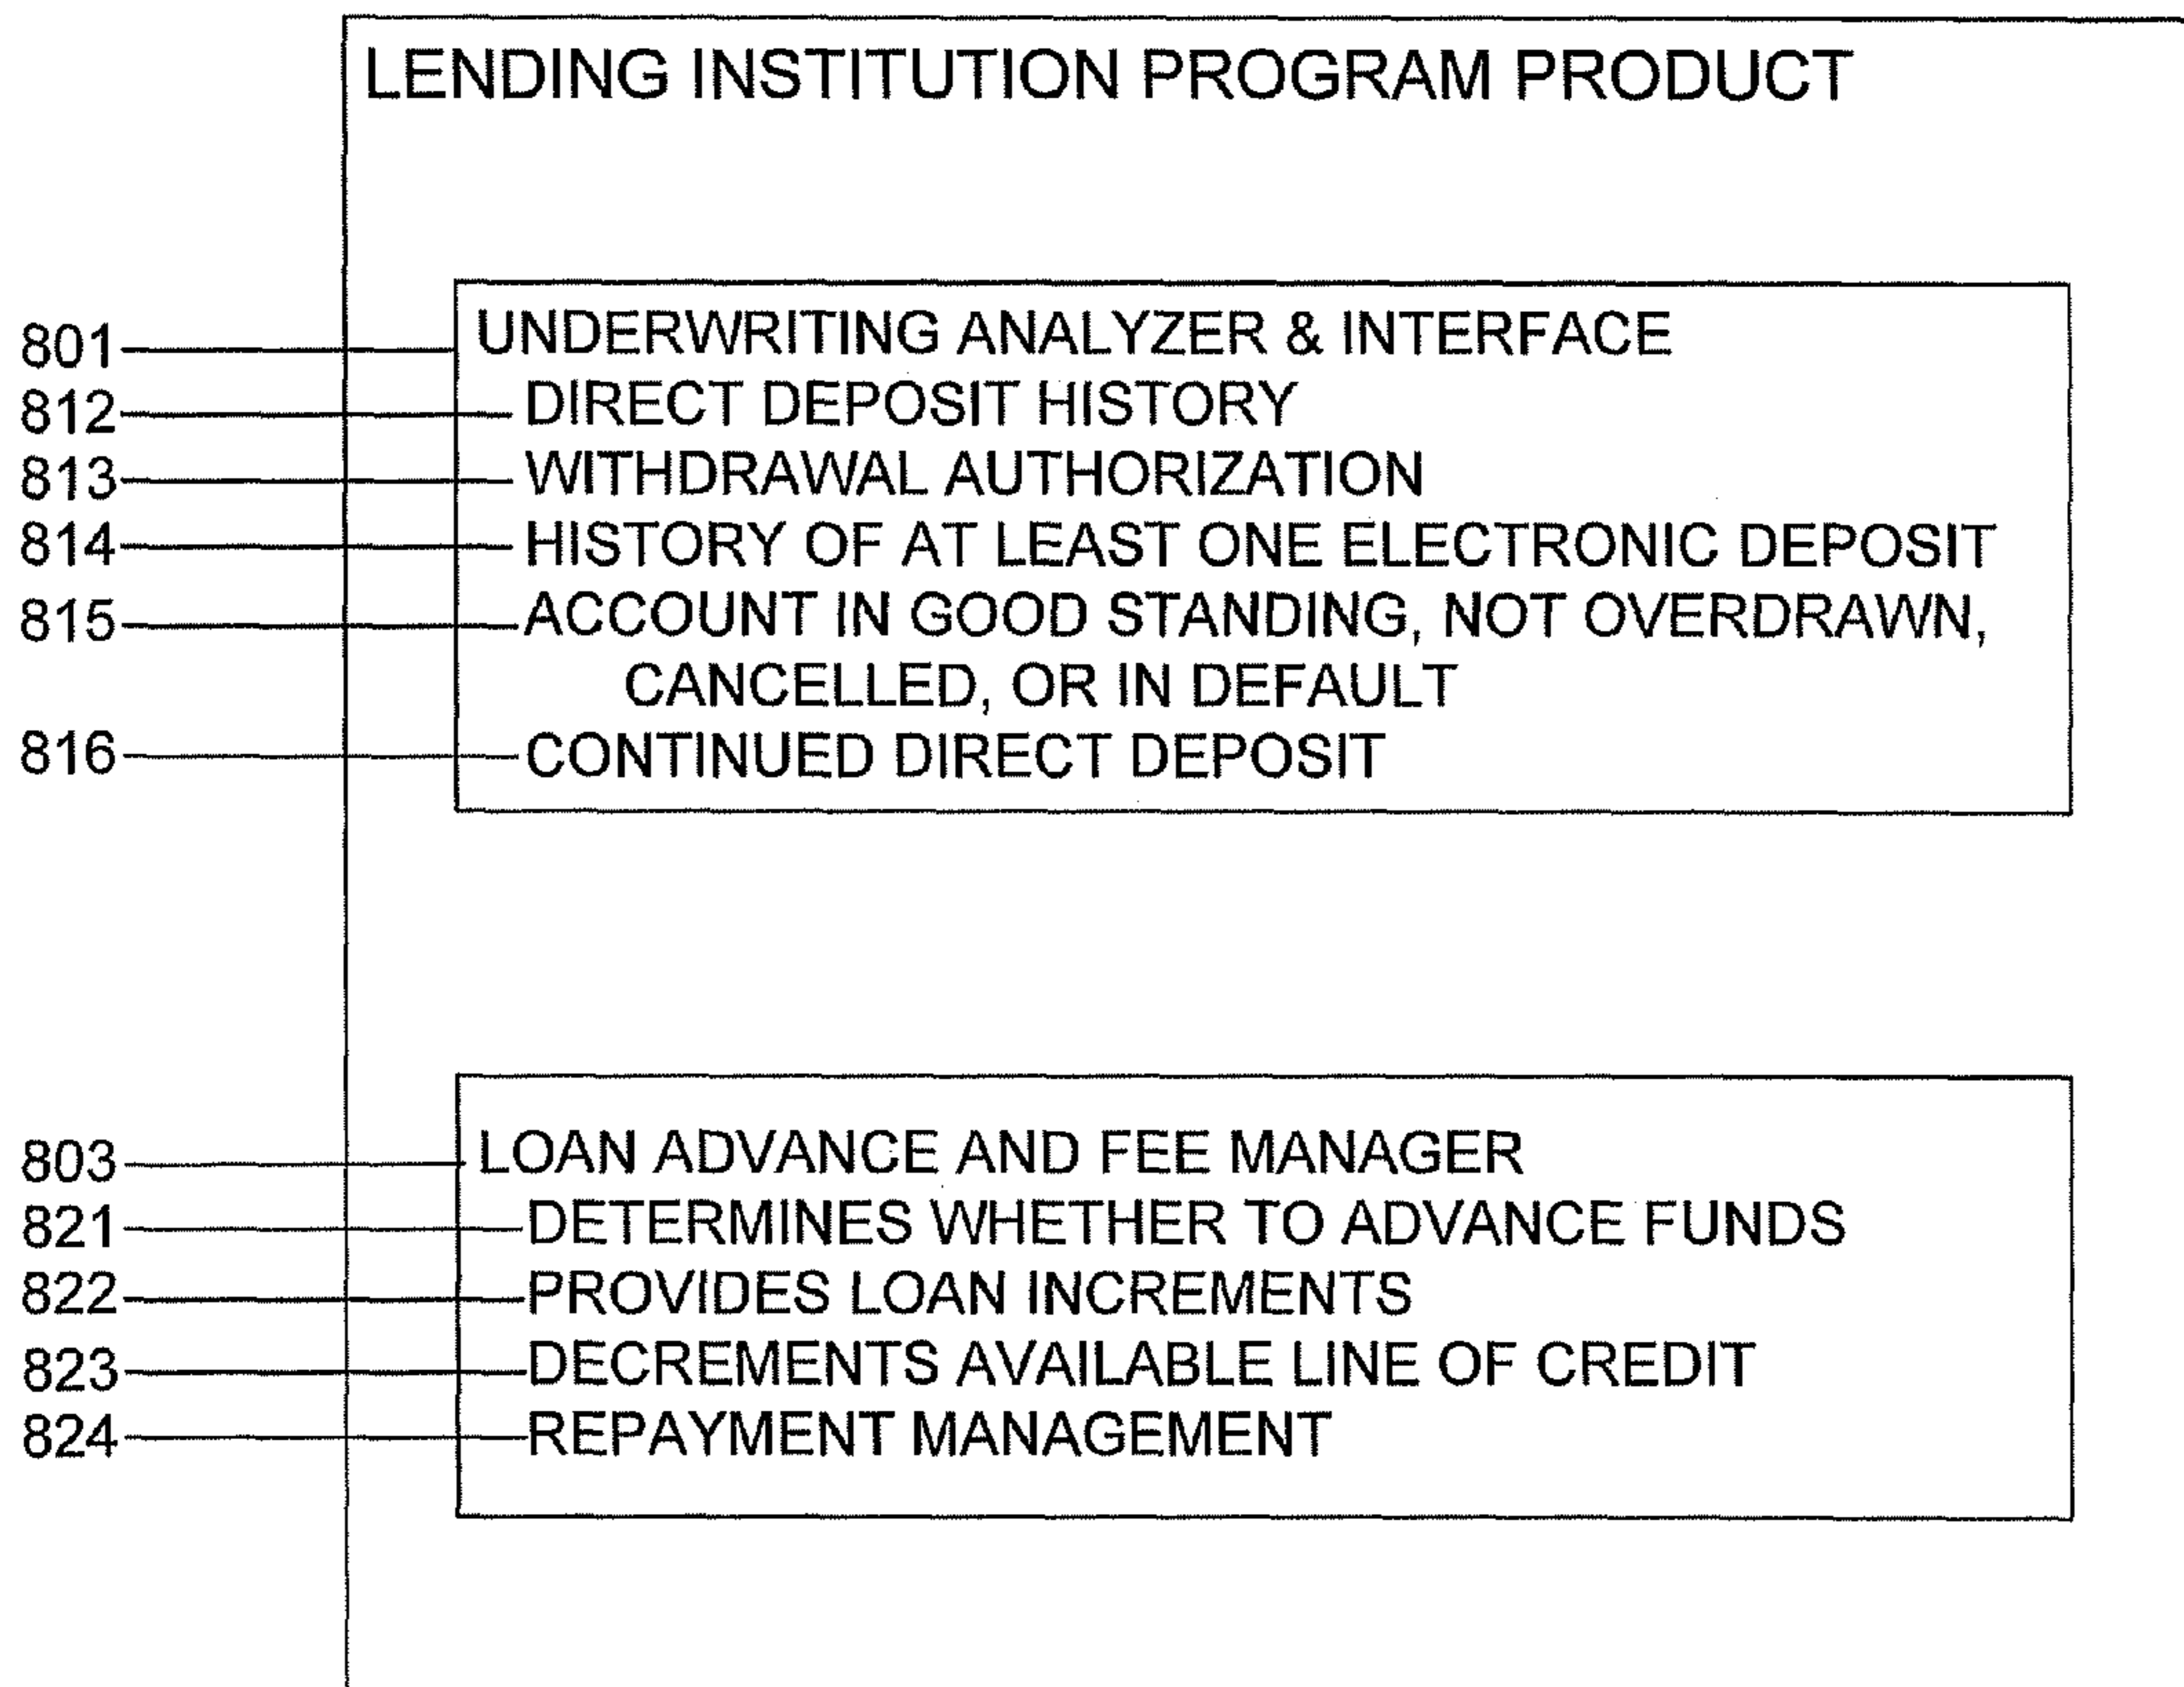 LENDING INSTITUTION PROGRAM PRODUCT
801 UNDERWRITING ANALYZER & INTERFACE
812 DIRECT DEPOSIT HISTORY
813 WITHDRAWAL AUTHORIZATION
814 HISTORY OF AT LEAST ONE ELECTRONIC DEPOSIT
815 ACCOUNT IN GOOD STANDING, NOT OVERDRAWN,
CANCELLED, OR IN DEFAULT
816 CONTINUED DIRECT DEPOSIT
803 LOAN ADVANCE AND FEE MANAGER
821 DETERMINES WHETHER TO ADVANCE FUNDS
822 PROVIDES LOAN INCREMENTS
823 DECREMENTS AVAILABLE LINE OF CREDIT
824 REPAYMENT MANAGEMENT